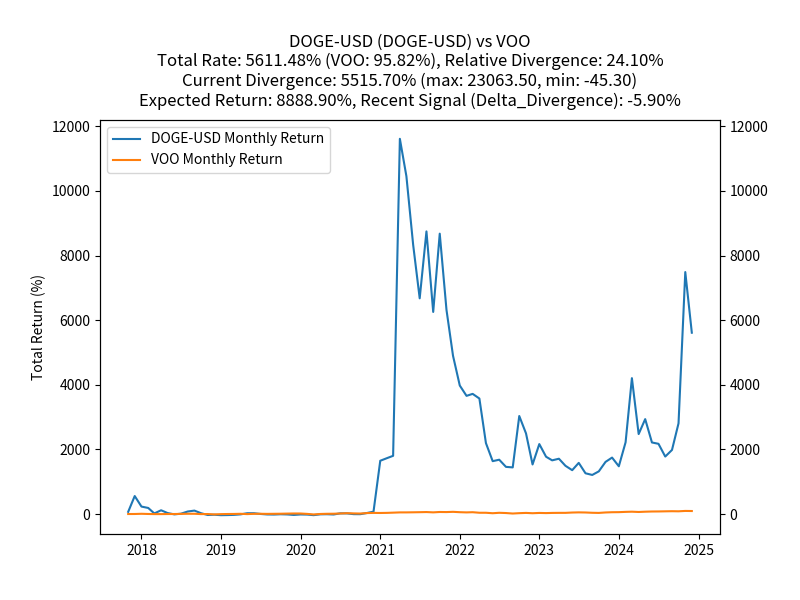 DOGE-USD (DOGE-USD) vs VOO
Total Rate: 5611.48% (VOO: 95.82%), Relative Divergence: 24.10%
Current Divergence: 5515.70% (max: 23063.50, min: -45.30)
Expected Return: 8888.90%, Recent Signal (Delta_Divergence): -5.90%
DOGE-USD Monthly Return
VOO Monthly Return
Total Return (%)
12000
10000
8000
6000
4000
2000
0
12000
10000
8000
6000
4000
2000
0
2018 2019 2020 2021 2022 2023 2024 2025